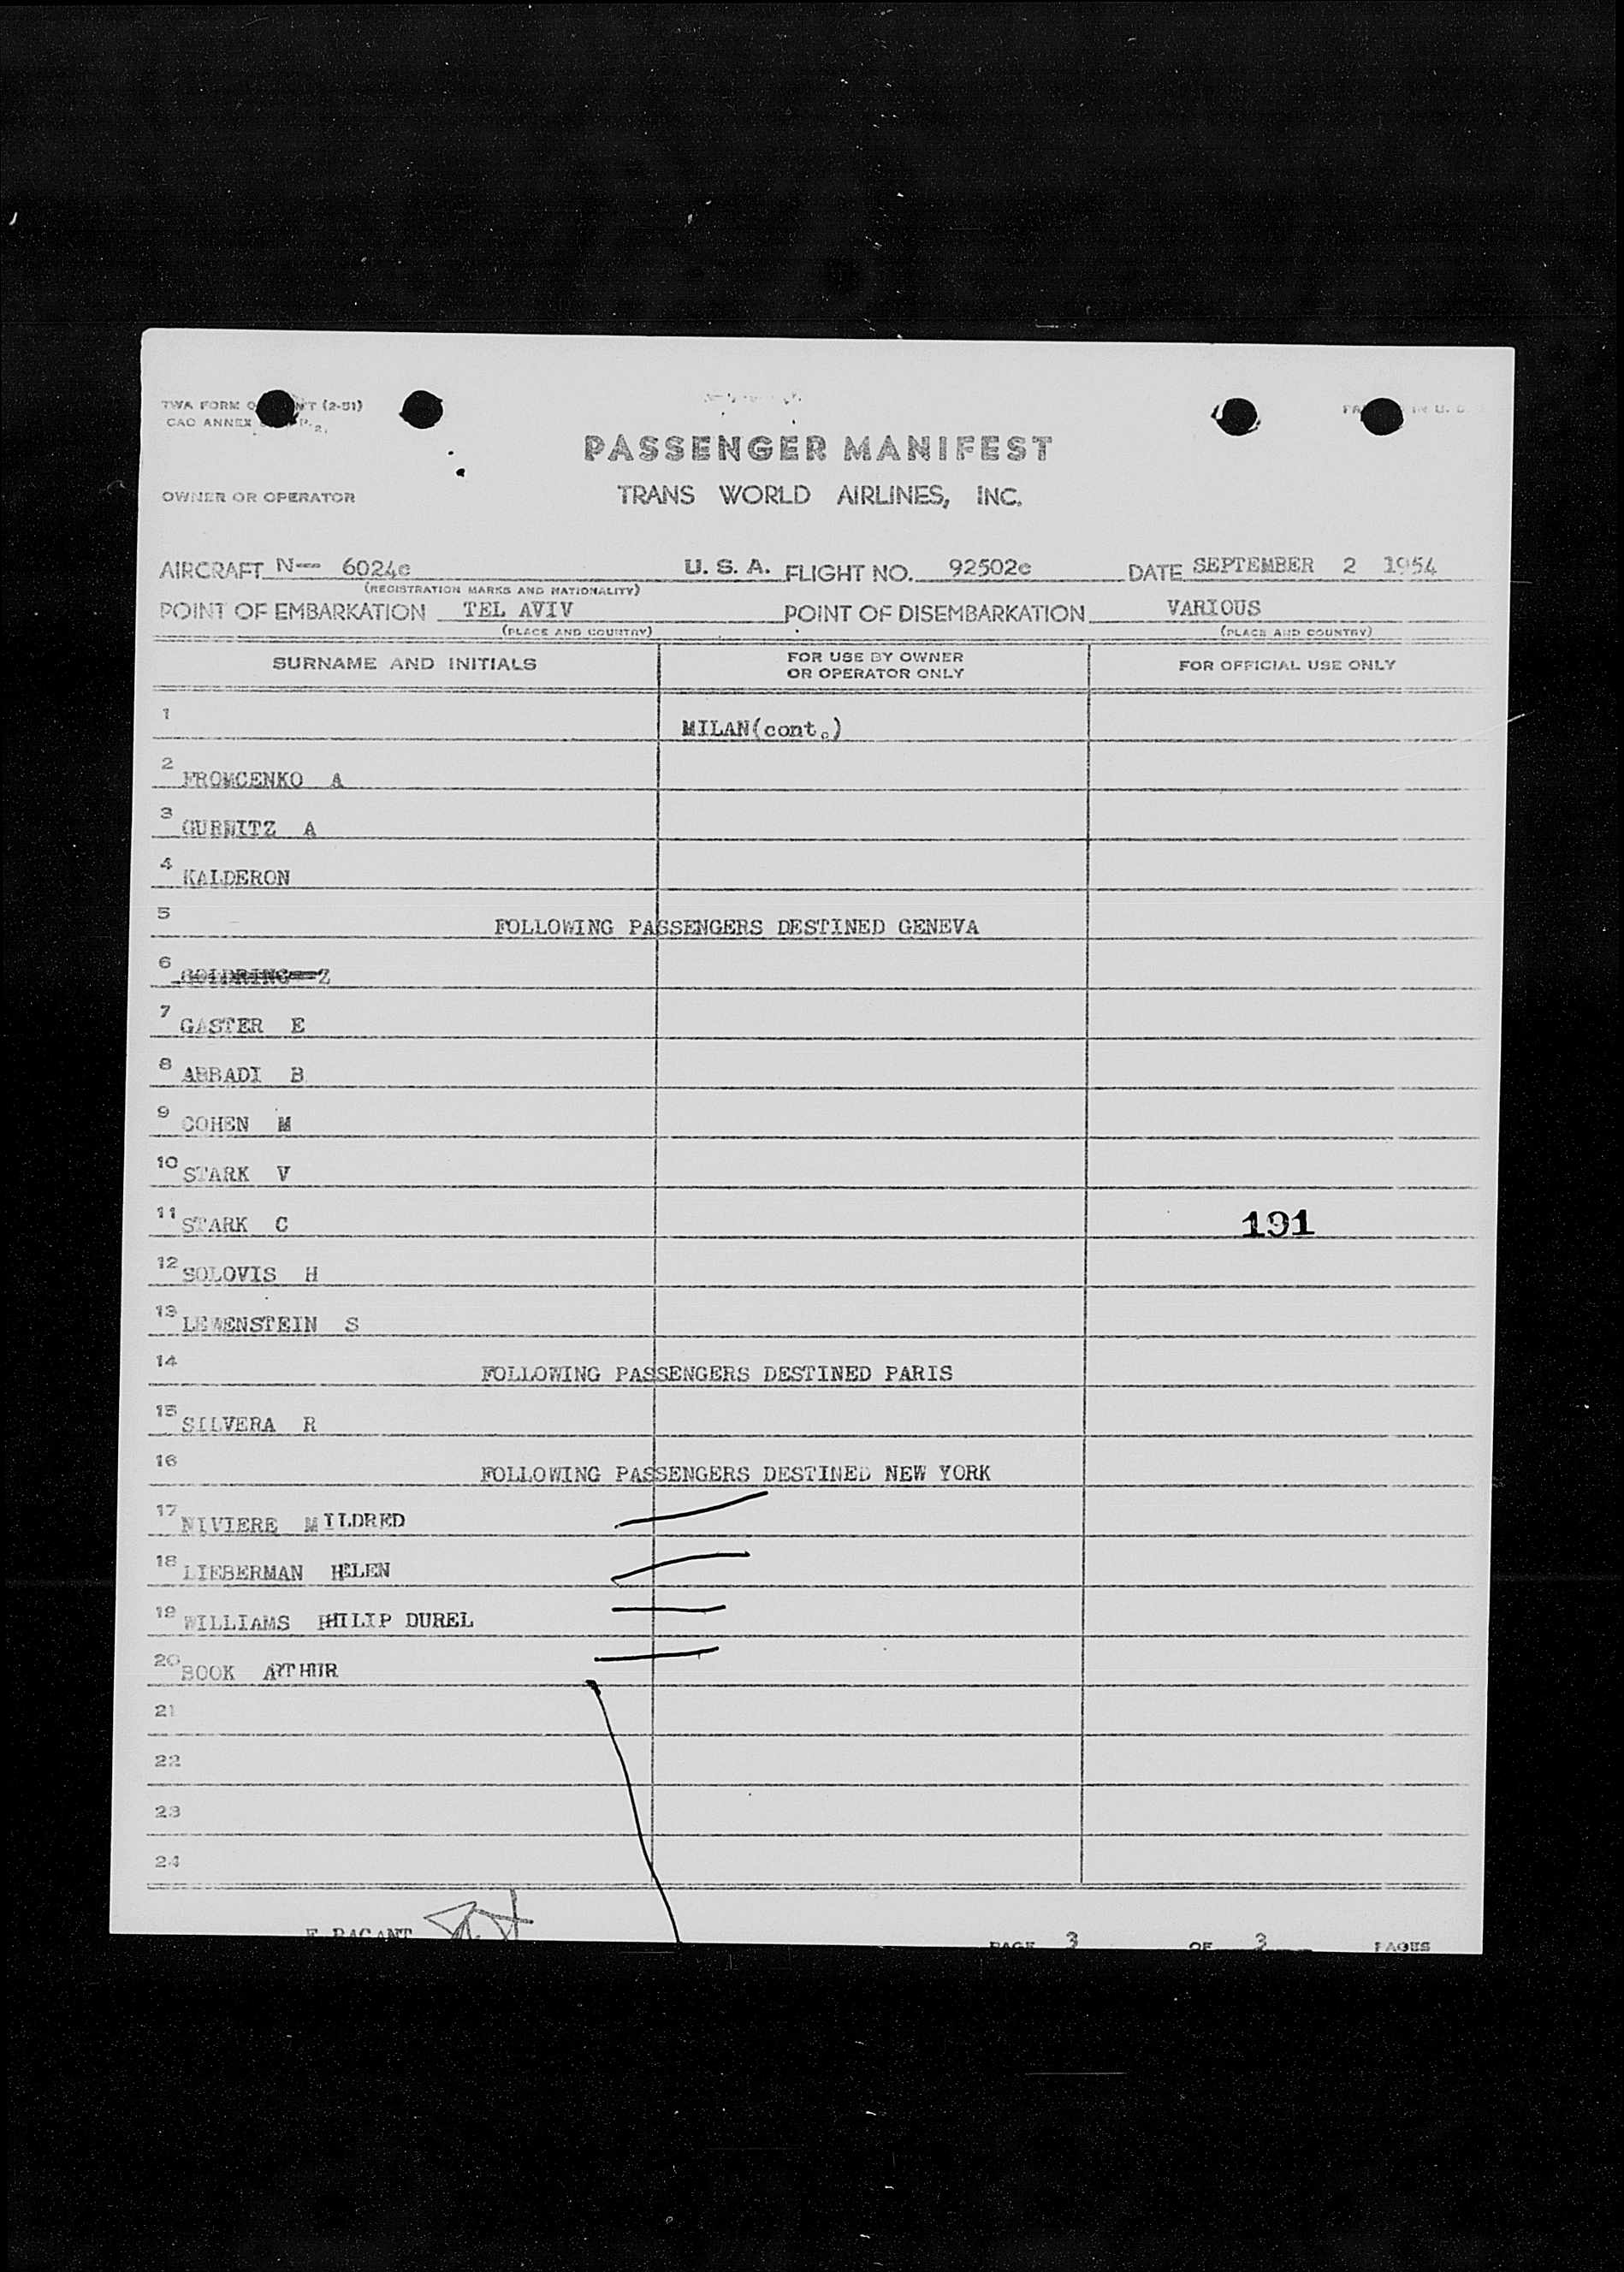 TWA FORM (2-51)
CAO ANNEX
PASSENGER MANIFEST
OWNER OR OPERATOR TRANS WORLD AIRLINES, INC.
AIRCRAFT N-- 6024c U. S. A. FLIGHT NO. 92502c DATE SEPTEMBER 2 1954
(REGISTRATION MARKS AND NATIONALITY)
POINT OF EMBARKATION TEL AVIV POINT OF DISEMBARKATION VARIOUS
(PLACE AND COUNTRY) (PLACE AND COUNTRY)
SURNAME AND INITIALS FOR USE BY OWNER OR OPERATOR ONLY FOR OFFICIAL USE ONLY
1 MILAN(cont.)
2 FROMCENKO A
3 GURNITZ A
4 KALDERON
5 FOLLOWING PASSENGERS DESTINED GENEVA
6 GOLDRING Z
7 GASTER E
8 ABBADI B
9 COHEN M
10 STARK V
11 STARK C 191
12 SOLOVIS H
13 LEWENSTEIN S
14 FOLLOWING PASSENGERS DESTINED PARIS
15 SILVERA R
16 FOLLOWING PASSENGERS DESTINED NEW YORK
17 NIVIERE MILDRED
18 LIEBERMAN HELEN
19 WILLIAMS PHILIP DUREL
20 BOOK ARTHUR
21
22
23
24
PAGE 3 OF 3 PAGES